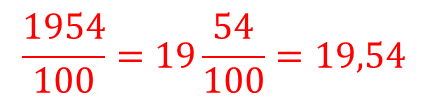 1954/100 = 19 54/100 = 19,54